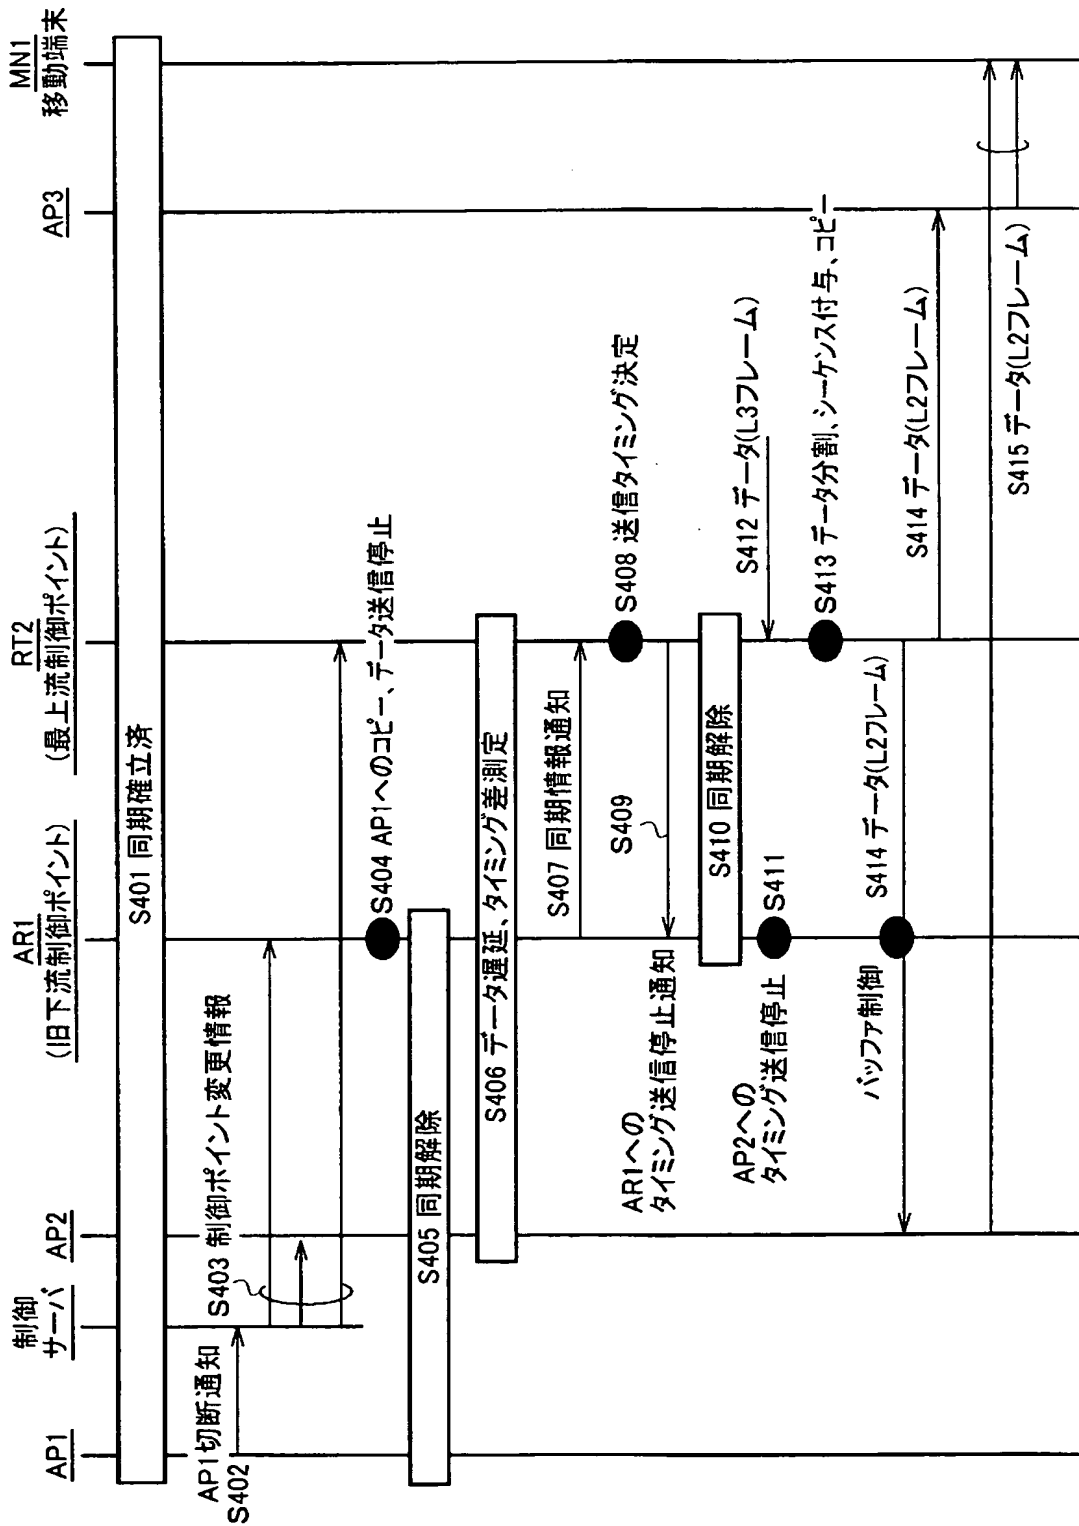 AP1
制御
サーバ
AP2
AR1
(旧下流制御ポイント)
RT2
(最上流制御ポイント)
AP3
MN1
移動端末
S401 同期確立済
AP1切断通知
S402
S403 制御ポイント変更情報
S404 AP1へのコピー、データ送信停止
S405 同期解除
S406 データ遅延、タイミング差測定
S407 同期情報通知
S408 送信タイミング決定
S409
AR1への
タイミング送信停止通知
S410 同期解除
S411
AP2への
タイミング送信停止
S412 データ(L3フレーム)
S413 データ分割、シーケンス付与、コピー
バッファ制御
S414 データ(L2フレーム)
S414 データ(L2フレーム)
S415 データ(L2フレーム)